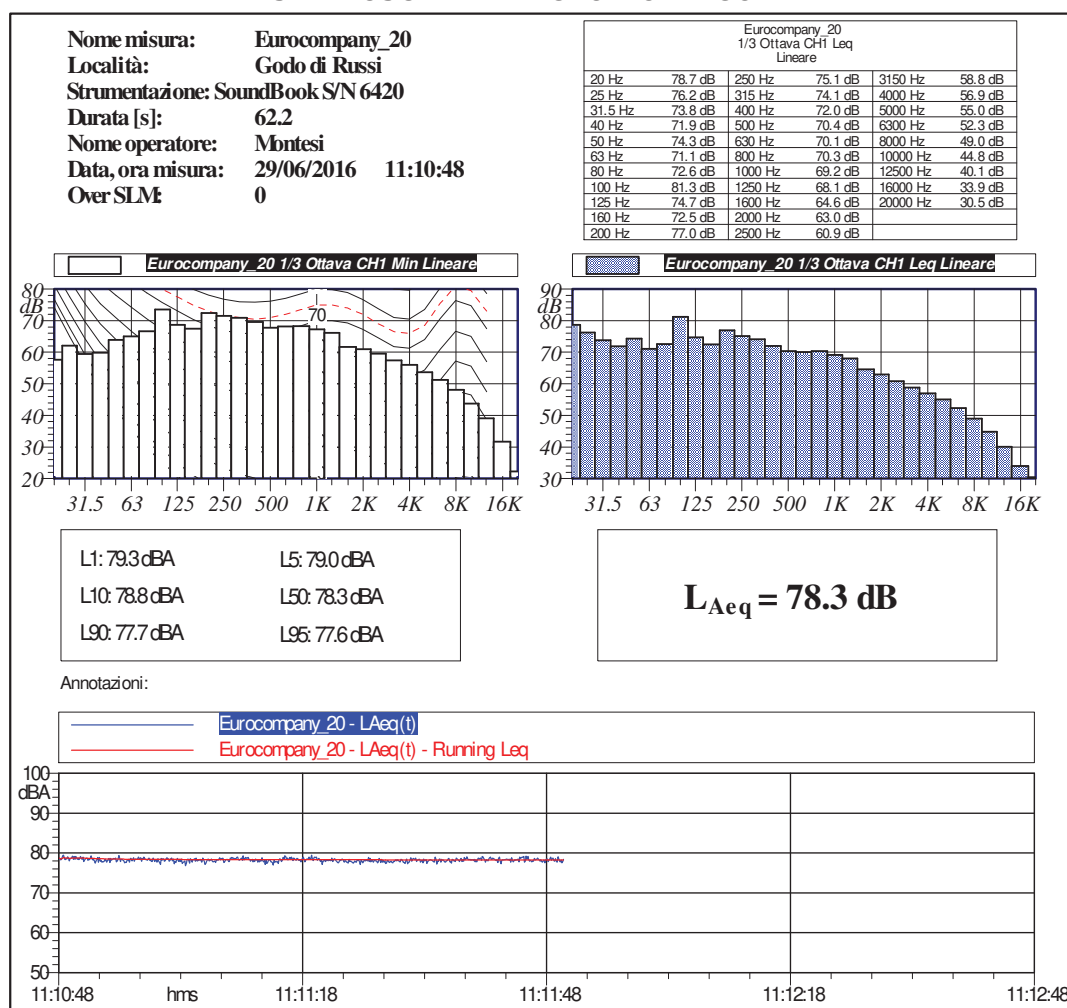 Nome misura: Eurocompany_20
Località: Godo di Russi
Strumentazione: SoundBook S/N 6420
Durata [s]: 62.2
Nome operatore: Montesi
Data, ora misura: 29/06/2016 11:10:48
Over SLM: 0
Eurocompany_20
1/3 Ottava CH1 Leq
Lineare
20 Hz 78.7 dB 250 Hz 75.1 dB 3150 Hz 58.8 dB
25 Hz 76.2 dB 315 Hz 74.1 dB 4000 Hz 56.9 dB
31.5 Hz 73.8 dB 400 Hz 72.0 dB 5000 Hz 55.0 dB
40 Hz 71.9 dB 500 Hz 70.4 dB 6300 Hz 52.3 dB
50 Hz 74.3 dB 630 Hz 70.1 dB 8000 Hz 49.0 dB
63 Hz 71.1 dB 800 Hz 70.3 dB 10000 Hz 44.8 dB
80 Hz 72.6 dB 1000 Hz 69.2 dB 12500 Hz 40.1 dB
100 Hz 81.3 dB 1250 Hz 68.1 dB 16000 Hz 33.9 dB
125 Hz 74.7 dB 1600 Hz 64.6 dB 20000 Hz 30.5 dB
160 Hz 72.5 dB 2000 Hz 63.0 dB
200 Hz 77.0 dB 2500 Hz 60.9 dB
Eurocompany_20 1/3 Ottava CH1 Min Lineare
80
dB
70
60
50
40
30
20
70
31.5 63 125 250 500 1K 2K 4K 8K 16K
Eurocompany_20 1/3 Ottava CH1 Leq Lineare
90
dB
80
70
60
50
40
30
31.5 63 125 250 500 1K 2K 4K 8K 16K
L1: 79.3 dBA L5: 79.0 dBA
L10: 78.8 dBA L50: 78.3 dBA
L90: 77.7 dBA L95: 77.6 dBA
LAeq = 78.3 dB
Annotazioni:
Eurocompany_20 - LAeq(t)
Eurocompany_20 - LAeq(t) - Running Leq
100
dBA
90
80
70
60
50
11:10:48 hms 11:11:18 11:11:48 11:12:18 11:12:48